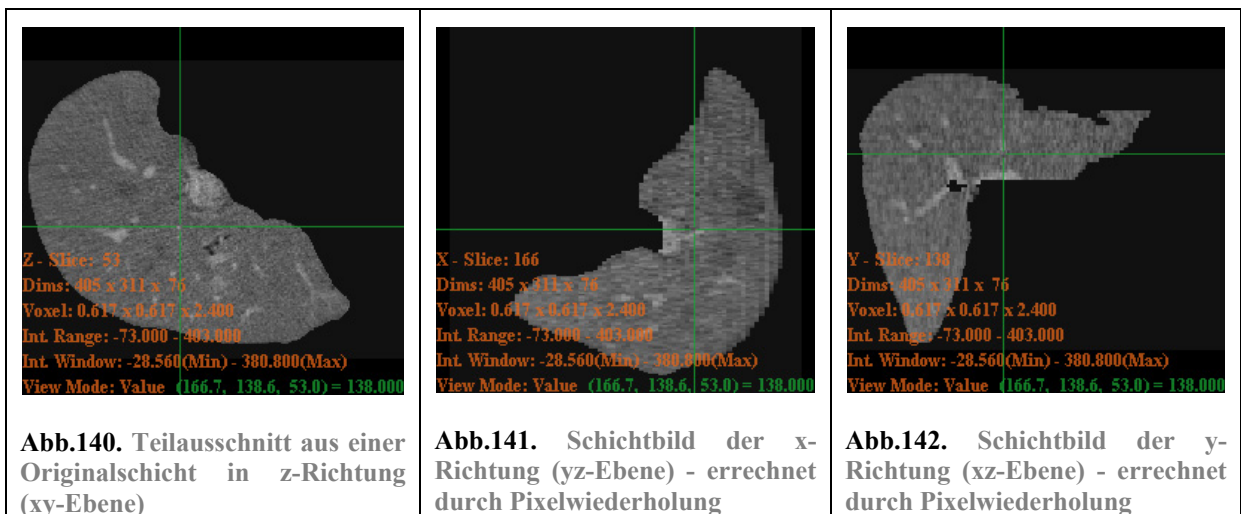 Z - Slice: 53
Dims: 405 x 311 x 76
Voxel: 0.617 x 0.617 x 2.400
Int. Range: -73.000 - 403.000
Int. Window: -28.560(Min) - 380.800(Max)
View Mode: Value (166.7, 138.6, 53.0) = 138.000
Abb.140. Teilausschnitt aus einer
Originalschicht in z-Richtung
(xy-Ebene)
X - Slice: 166
Dims: 405 x 311 x 76
Voxel: 0.617 x 0.617 x 2.400
Int. Range: -73.000 - 403.000
Int. Window: -28.560(Min) - 380.800(Max)
View Mode: Value (166.7, 138.6, 53.0) = 138.000
Abb.141. Schichtbild der x-
Richtung (yz-Ebene) - errechnet
durch Pixelwiederholung
Y - Slice: 138
Dims: 405 x 311 x 76
Voxel: 0.617 x 0.617 x 2.400
Int. Range: -73.000 - 403.000
Int. Window: -28.560(Min) - 380.800(Max)
View Mode: Value (166.7, 138.6, 53.0) = 138.000
Abb.142. Schichtbild der y-
Richtung (xz-Ebene) - errechnet
durch Pixelwiederholung